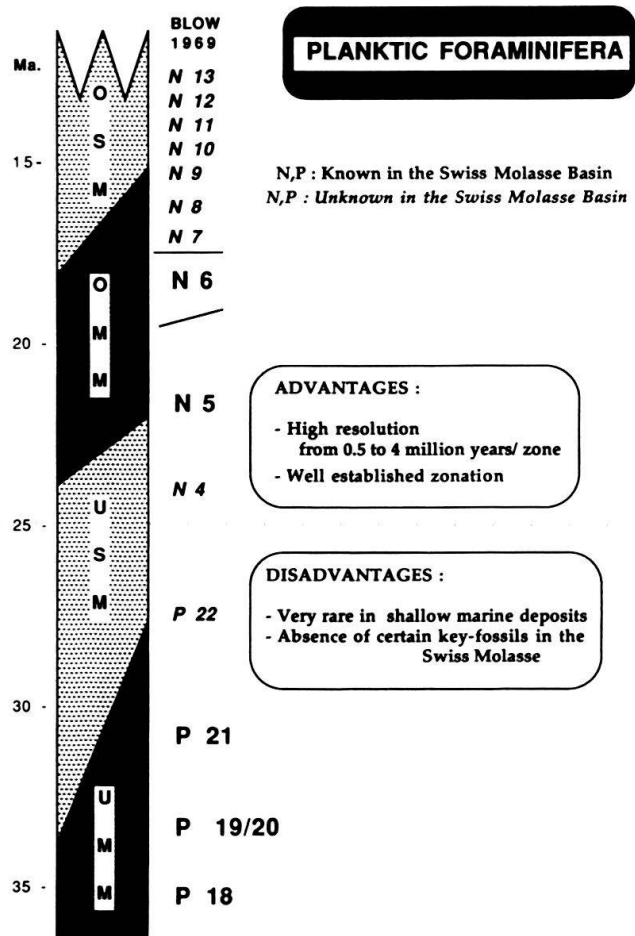 BLOW
1969
PLANKTIC FORAMINIFERA
Ma.
N 13
N 12
N 11
N 10
N 9
N 8
N 7
N 6
N 5
N 4
P 22
P 21
P 19/20
P 18
15-
20 -
25 -
30 -
35 -
O
S
M
O
M
M
U
S
M
U
M
M
N,P : Known in the Swiss Molasse Basin
N,P : Unknown in the Swiss Molasse Basin
ADVANTAGES :
- High resolution
from 0.5 to 4 million years/ zone
- Well established zonation
DISADVANTAGES :
- Very rare in shallow marine deposits
- Absence of certain key-fossils in the
Swiss Molasse